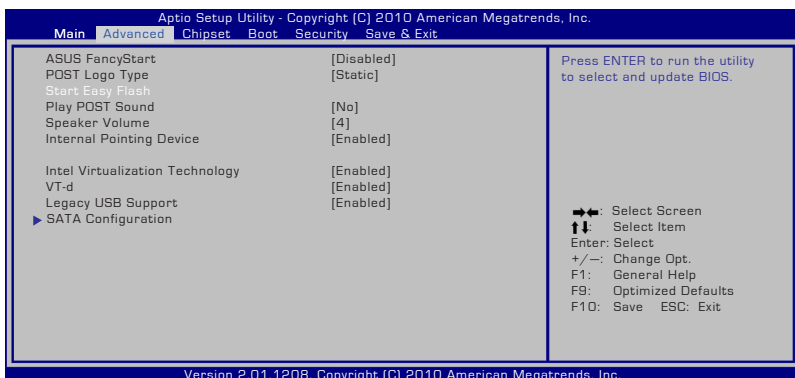 Aptio Setup Utility - Copyright (C) 2010 American Megatrends, Inc.
Main Advanced Chipset Boot Security Save & Exit
ASUS FancyStart [Disabled]
POST Logo Type [Static]
Start Easy Flash
Play POST Sound [No]
Speaker Volume [4]
Internal Pointing Device [Enabled]
Intel Virtualization Technology [Enabled]
VT-d [Enabled]
Legacy USB Support [Enabled]
SATA Configuration
Press ENTER to run the utility
to select and update BIOS.
→←: Select Screen
↑↓: Select Item
Enter: Select
+/—: Change Opt.
F1: General Help
F9: Optimized Defaults
F10: Save ESC: Exit
Version 2.01.1208. Copyright (C) 2010 American Megatrends, Inc.